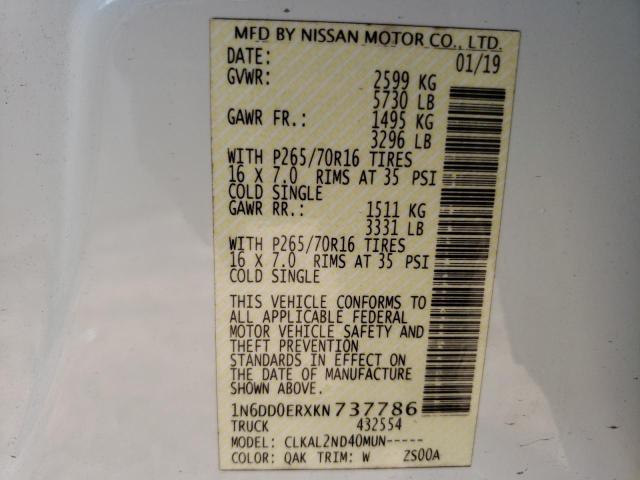 MFD BY NISSAN MOTOR CO., LTD.
DATE: 01/19
GVWR: 2599 KG
5730 LB
GAWR FR.: 1495 KG
3296 LB
WITH P265/70R16 TIRES
16 X 7.0 RIMS AT 35 PSI
COLD SINGLE
GAWR RR.: 1511 KG
3331 LB
WITH P265/70R16 TIRES
16 X 7.0 RIMS AT 35 PSI
COLD SINGLE
THIS VEHICLE CONFORMS TO
ALL APPLICABLE FEDERAL
MOTOR VEHICLE SAFETY AND
THEFT PREVENTION
STANDARDS IN EFFECT ON
THE DATE OF MANUFACTURE
SHOWN ABOVE.
1N6DD0ERXKN737786
TRUCK 432554
MODEL: CLKAL2ND40MUN-----
COLOR: QAK TRIM: W ZS00A